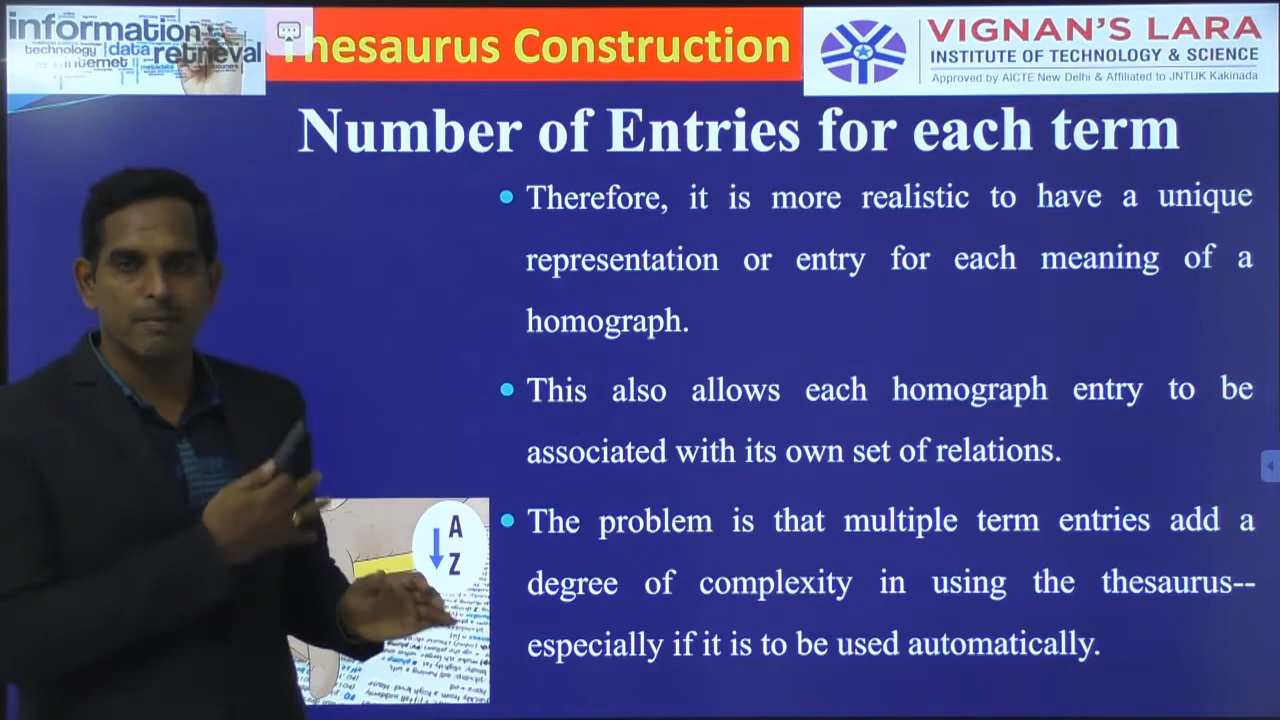 information
technology data retrieval
internet
Thesaurus Construction
VIGNAN'S LARA
INSTITUTE OF TECHNOLOGY & SCIENCE
Approved by AICTE New Delhi & Affiliated to JNTUK Kakinada
Number of Entries for each term
Therefore, it is more realistic to have a unique
representation or entry for each meaning of a
homograph.
This also allows each homograph entry to be
associated with its own set of relations.
The problem is that multiple term entries add a
degree of complexity in using the thesaurus--
especially if it is to be used automatically.
A
Z